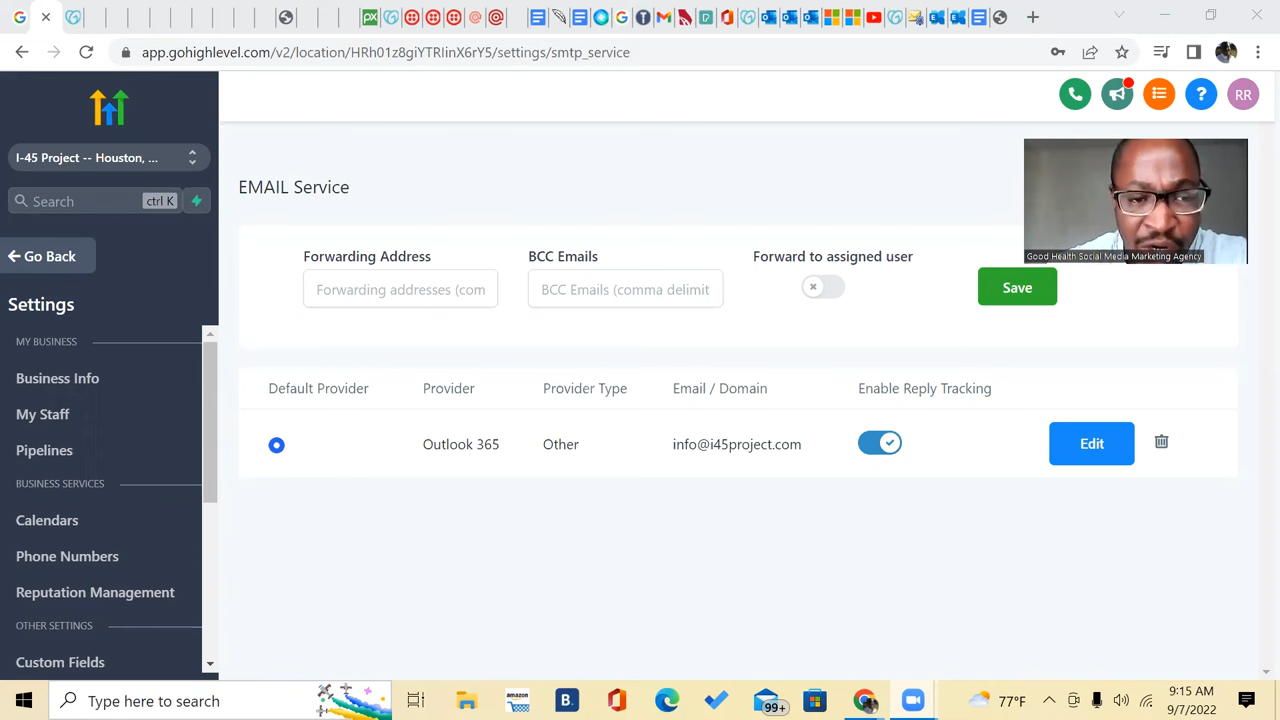 app.gohighlevel.com/v2/location/HRh01z8giYTRIinX6rY5/settings/smtp_service
RR
I-45 Project -- Houston, ...
Search
ctrl K
EMAIL Service
Go Back
Forwarding Address
BCC Emails
Forward to assigned user
Good Health Social Media Marketing Agency
Forwarding addresses (com
BCC Emails (comma delimit
Save
Settings
MY BUSINESS
Business Info
My Staff
Pipelines
Default Provider
Provider
Provider Type
Email / Domain
Enable Reply Tracking
Outlook 365
Other
info@i45project.com
Edit
BUSINESS SERVICES
Calendars
Phone Numbers
Reputation Management
OTHER SETTINGS
Custom Fields
Type here to search
amazon
B.
99+
77°F
9:15 AM
9/7/2022